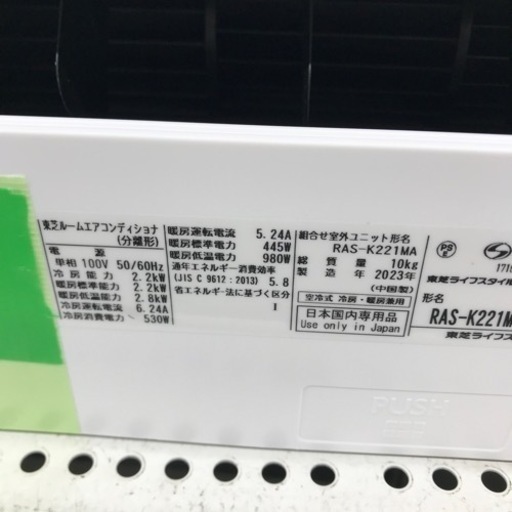 東芝ルームエアコンディショナ
(分離形)
電 源
単相 100V 50/60Hz
冷房能力 2.2kW
暖房能力 2.2kW
暖房低温能力 2.8kW
冷房運転電流 6.24A
冷房消費電力 530W
暖房運転電流 5.24A
暖房標準電力 445W
暖房低温電力 980W
通年エネルギー消費効率
(JIS C 9612:2013) 5.8
省エネルギー法に基づく区分
I
組合せ室外ユニット形名
RAS-K221MA
総質量 10kg
製造年 2023年
(中国製)
空冷式 冷房・暖房兼用
日本国内専用品
Use only in Japan
PS
E
S
東芝ライフスタイル
形名
RAS-K221M
東芝ライフス
PUSH